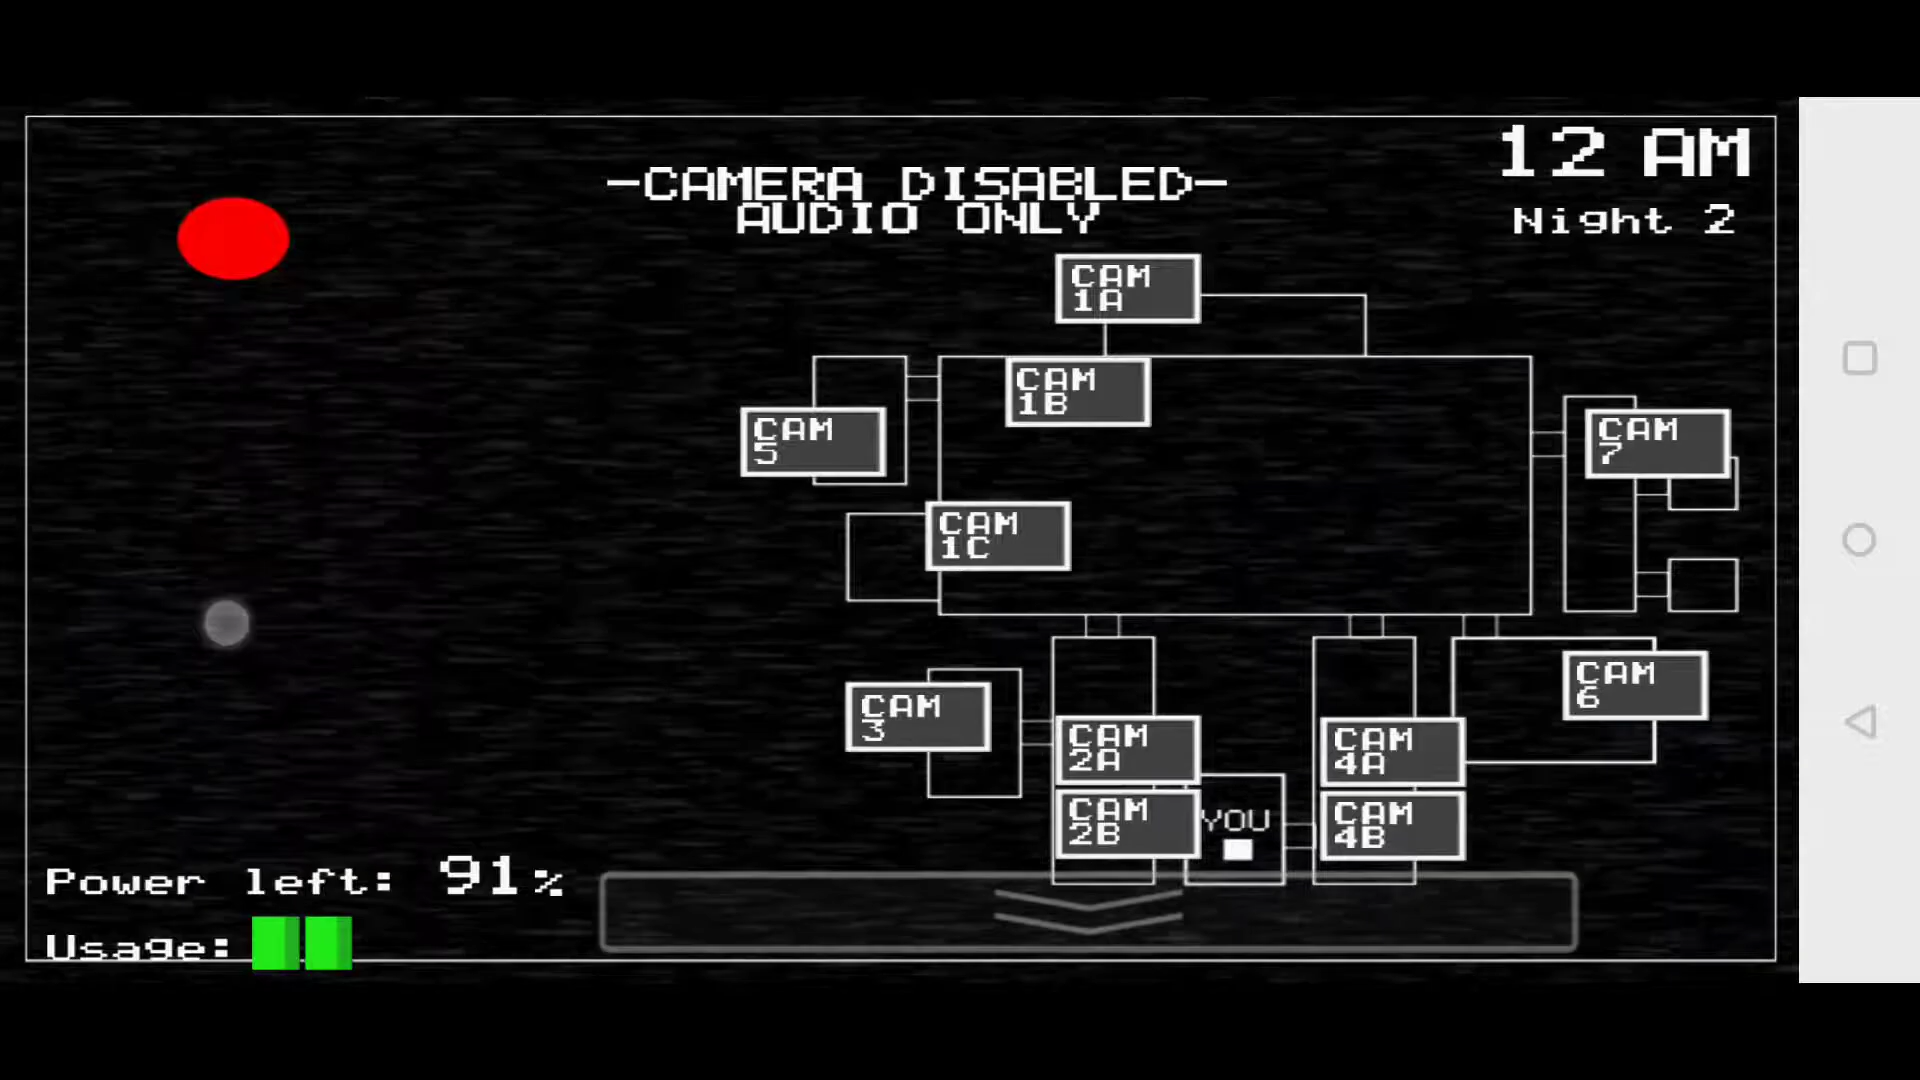 12 AM
-CAMERA DISABLED-
AUDIO ONLY
Night 2
CAM
1A
CAM
1B
CAM
5
CAM
7
CAM
1C
CAM
6
CAM
3
CAM
2A
CAM
4A
CAM
2B
YOU
CAM
4B
Power left: 91%
Usage: